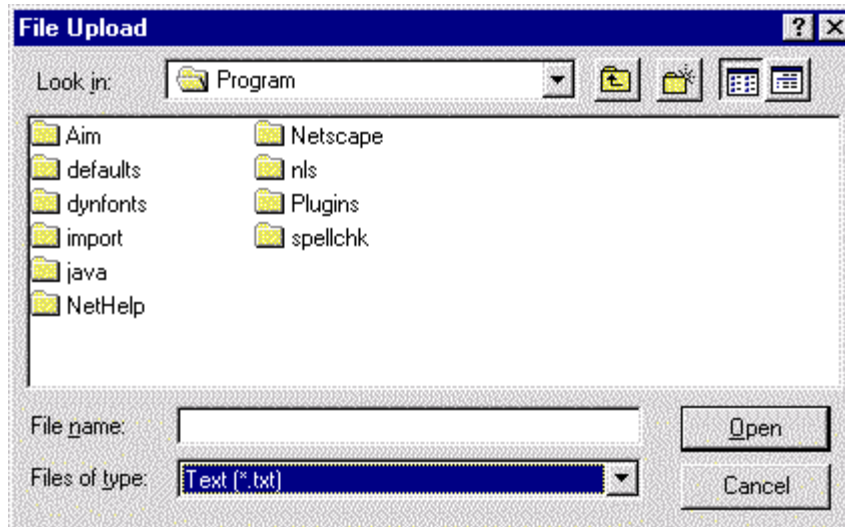 File Upload
Look in: Program
Aim
defaults
dynfonts
import
java
NetHelp
Netscape
nls
Plugins
spellchk
File name:
Open
Files of type: Text (*.txt)
Cancel